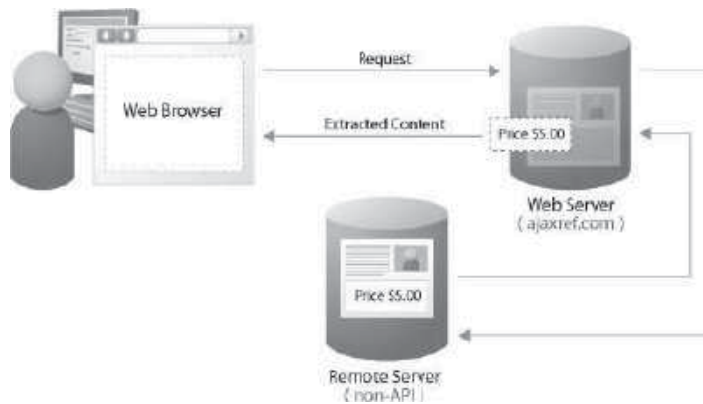 Request
Web Browser
Extracted Content
Price $5.00
Web Server
( ajaxref.com )
Price $5.00
Remote Server
( non-API )